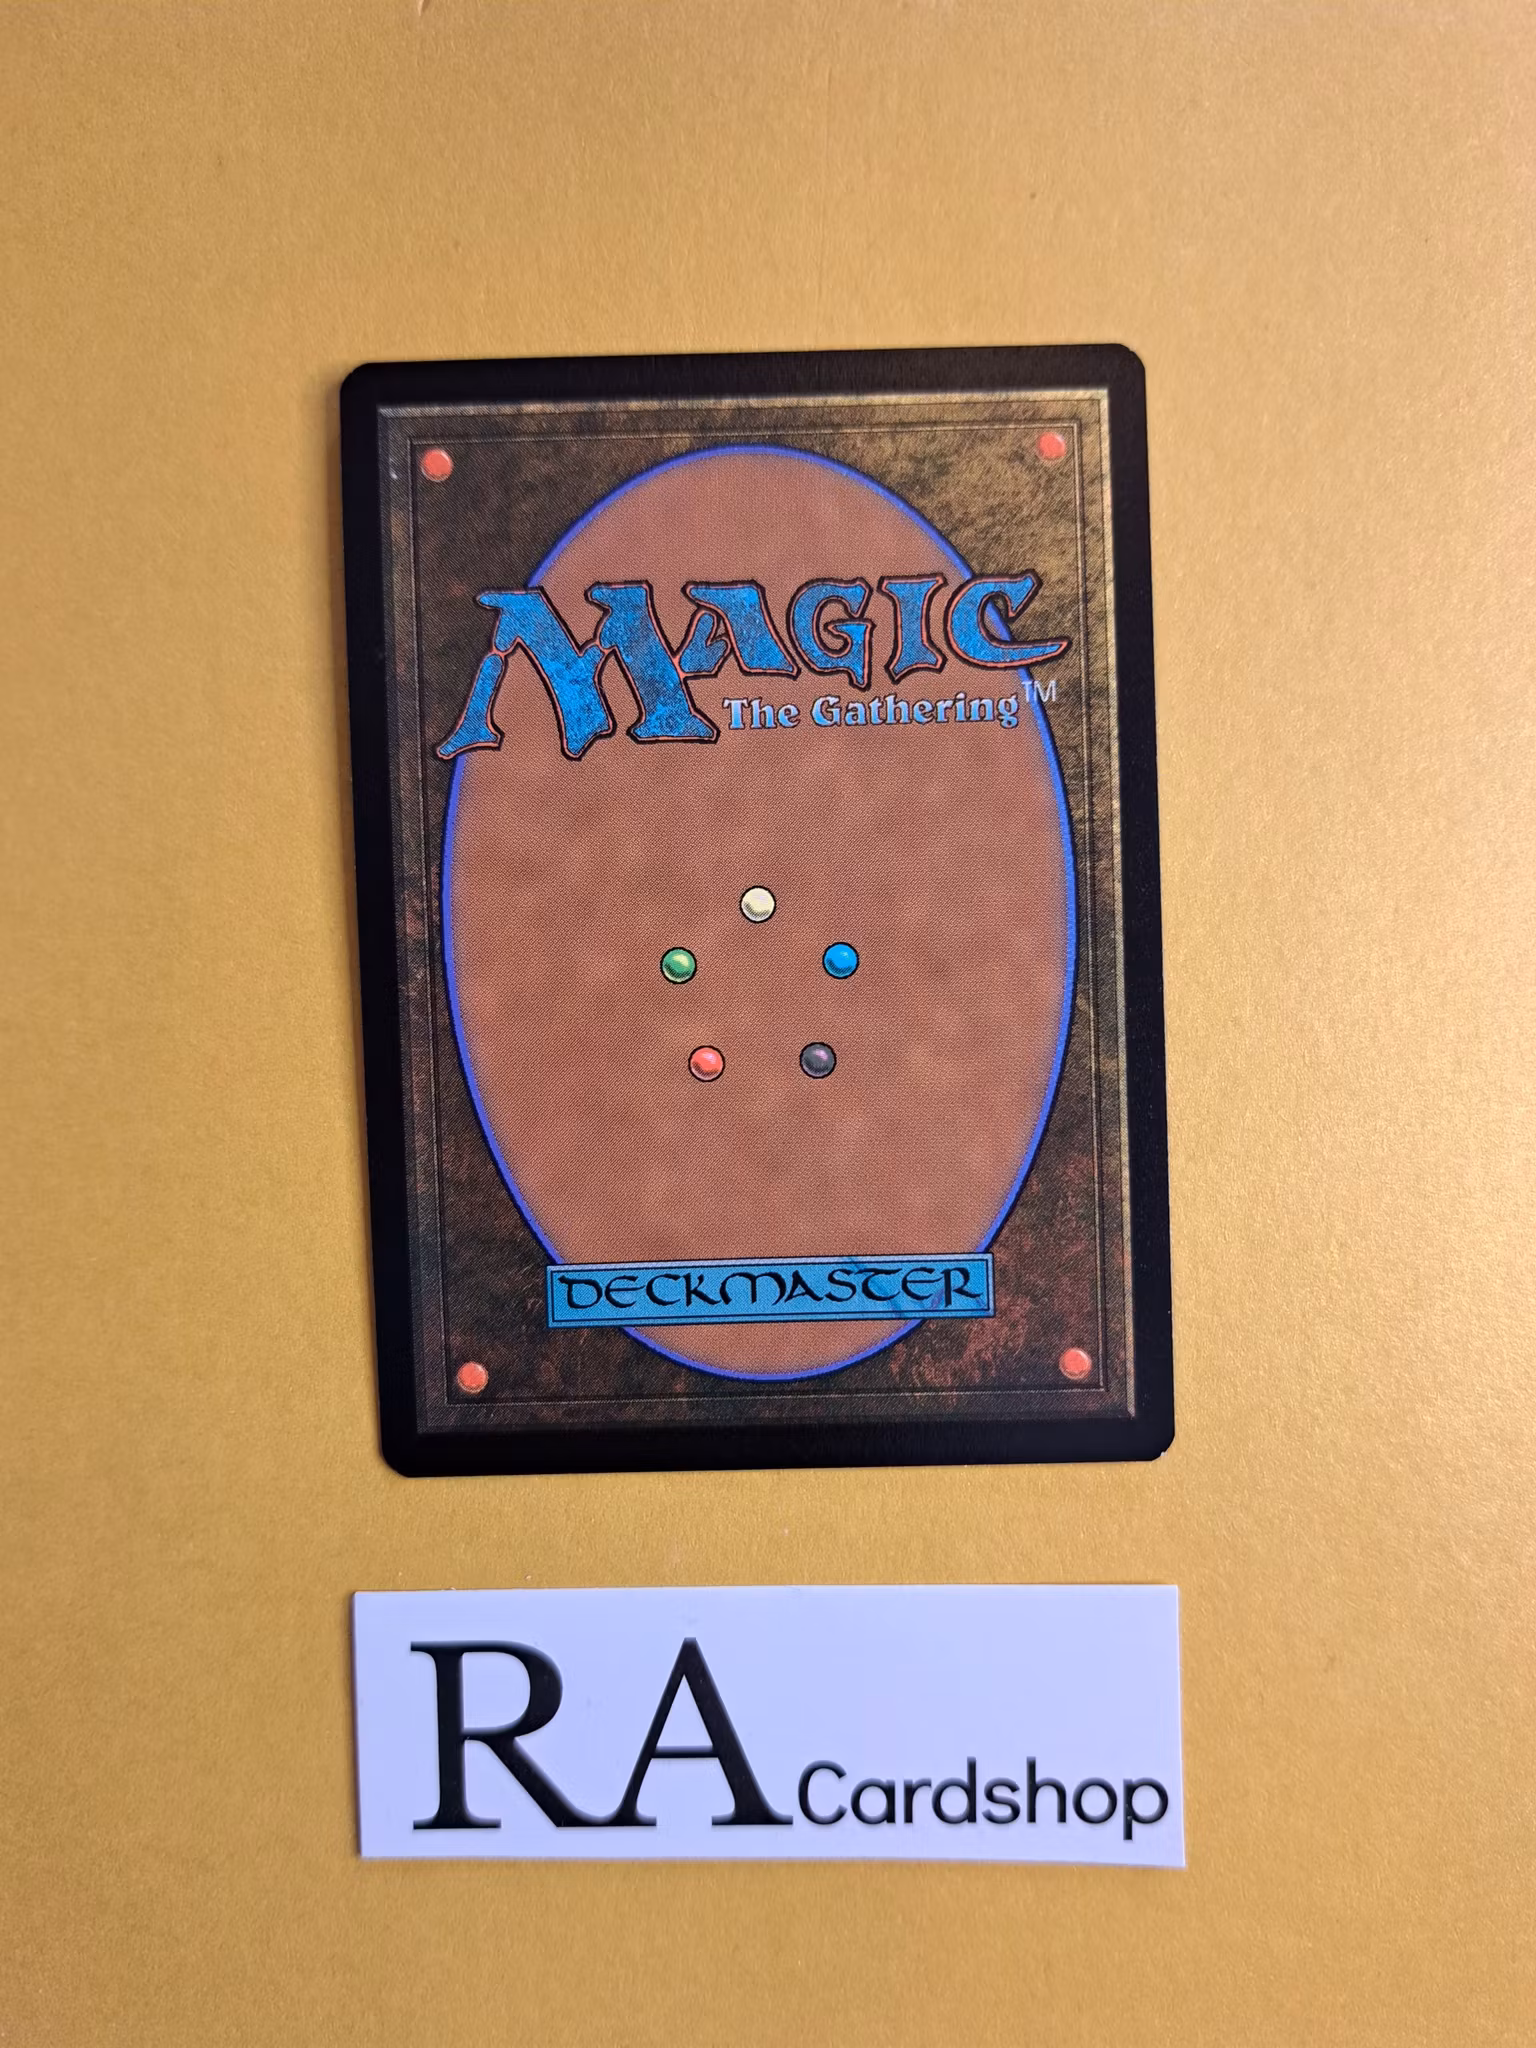 MAGIC
The Gathering™
DECKMASTER
RA Cardshop